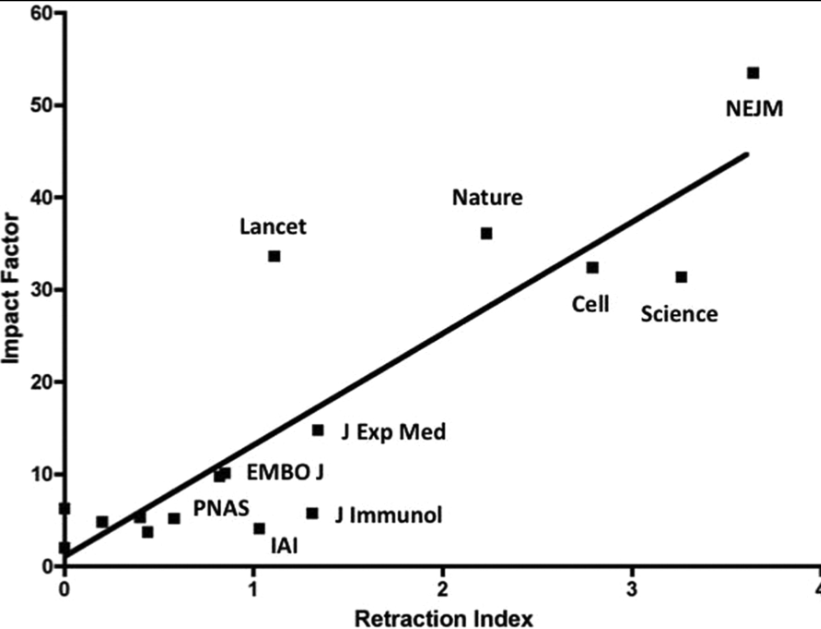 60
50
40
30
20
10
0
Impact Factor
NEJM
Nature
Lancet
Cell
Science
J Exp Med
EMBO J
PNAS
J Immunol
IAI
0
1
2
3
4
Retraction Index